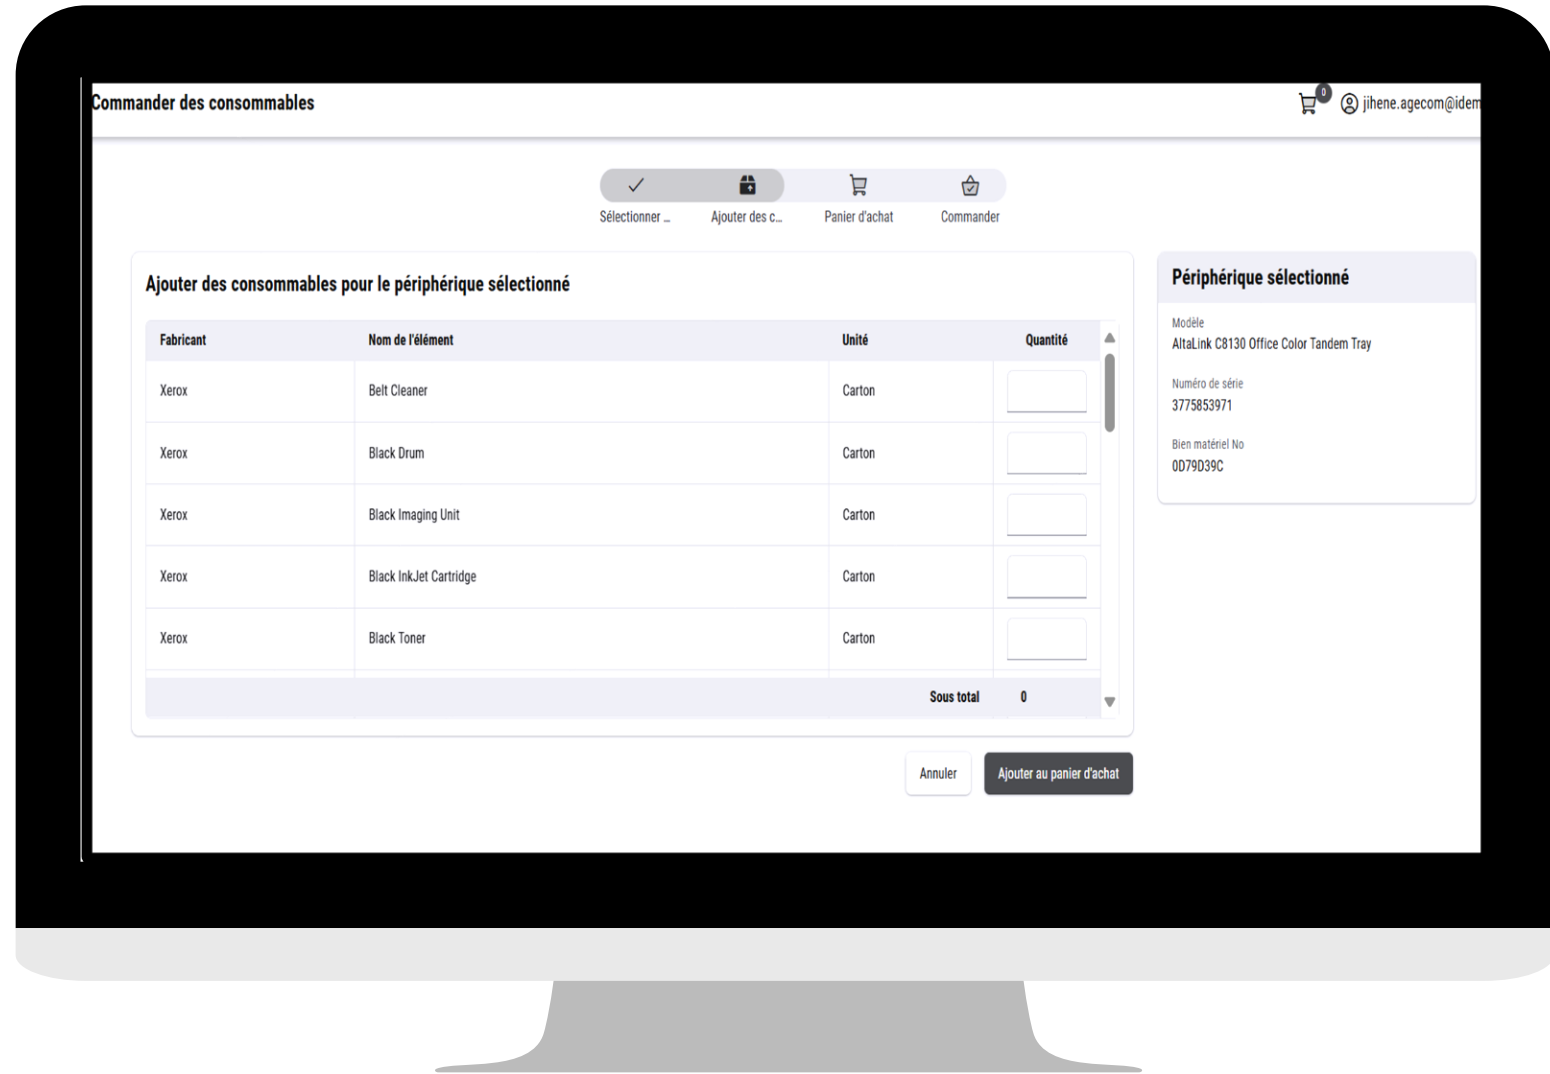 Commander des consommables
0
jihene.agecom@idem
Sélectionner ...
Ajouter des c...
Panier d'achat
Commander
Ajouter des consommables pour le périphérique sélectionné
Fabricant Nom de l'élément Unité Quantité
Xerox Belt Cleaner Carton
Xerox Black Drum Carton
Xerox Black Imaging Unit Carton
Xerox Black InkJet Cartridge Carton
Xerox Black Toner Carton
Sous total 0
Annuler
Ajouter au panier d'achat
Périphérique sélectionné
Modèle
AltaLink C8130 Office Color Tandem Tray
Numéro de série
3775853971
Bien matériel No
0D79D39C